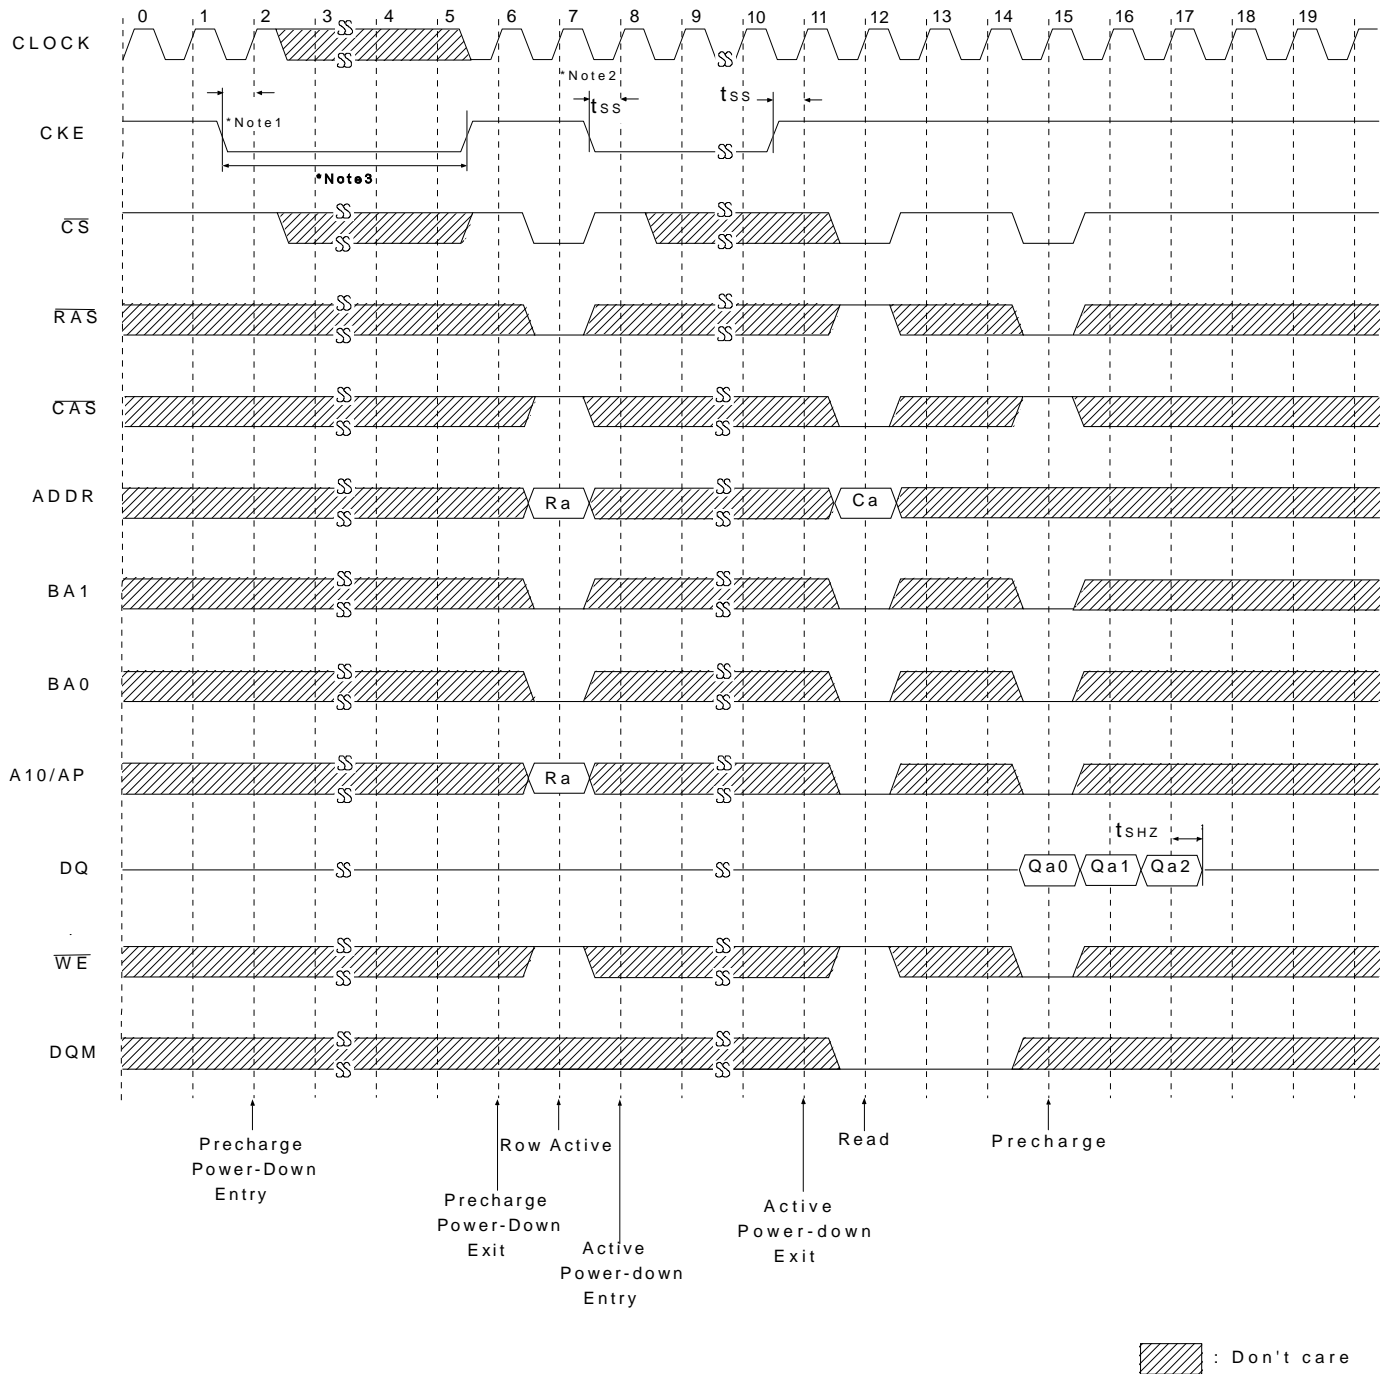 0 1 2 3 4 5 6 7 8 9 10 11 12 13 14 15 16 17 18 19
CLOCK
*Note2
tSS
tSS
*Note1
CKE
*Note3
CS
RAS
CAS
ADDR
Ra
Ca
BA1
BA0
A10/AP
Ra
tSHZ
DQ
Qa0
Qa1
Qa2
WE
DQM
Precharge
Power-Down
Entry
Row Active
Read
Precharge
Precharge
Power-Down
Exit
Active
Power-down
Exit
Active
Power-down
Entry
: Don't care